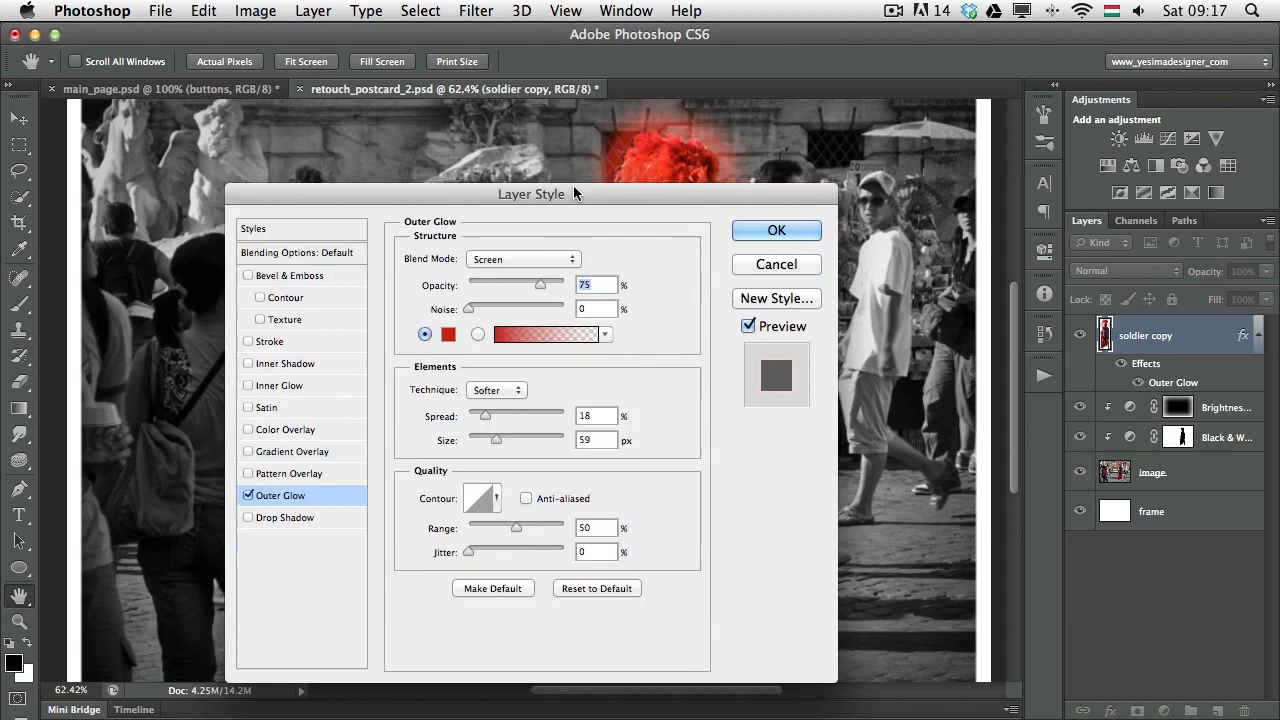 Photoshop File Edit Image Layer Type Select Filter 3D View Window Help 14 Sat 09:17
Adobe Photoshop CS6
Scroll All Windows Actual Pixels Fit Screen Fill Screen Print Size www_yesimadesigner_com
main_page.psd @ 100% (buttons, RGB/8) * retouch_postcard_2.psd @ 62.4% (soldier copy, RGB/8) *
Adjustments
Add an adjustment
Layer Style
Styles
Blending Options: Default
Bevel & Emboss
Contour
Texture
Stroke
Inner Shadow
Inner Glow
Satin
Color Overlay
Gradient Overlay
Pattern Overlay
Outer Glow
Drop Shadow
Outer Glow
Structure
Blend Mode: Screen
Opacity: 75 %
Noise: 0 %
Elements
Technique: Softer
Spread: 18 %
Size: 59 px
Quality
Contour: Anti-aliased
Range: 50 %
Jitter: 0 %
Make Default Reset to Default
OK
Cancel
New Style...
Preview
Layers Channels Paths
Kind
Normal Opacity:
Lock: Fill:
soldier copy fx
Effects
Outer Glow
Brightnes...
Black & W...
image.
frame
62.42% Doc: 4.25M/14.2M
Mini Bridge Timeline